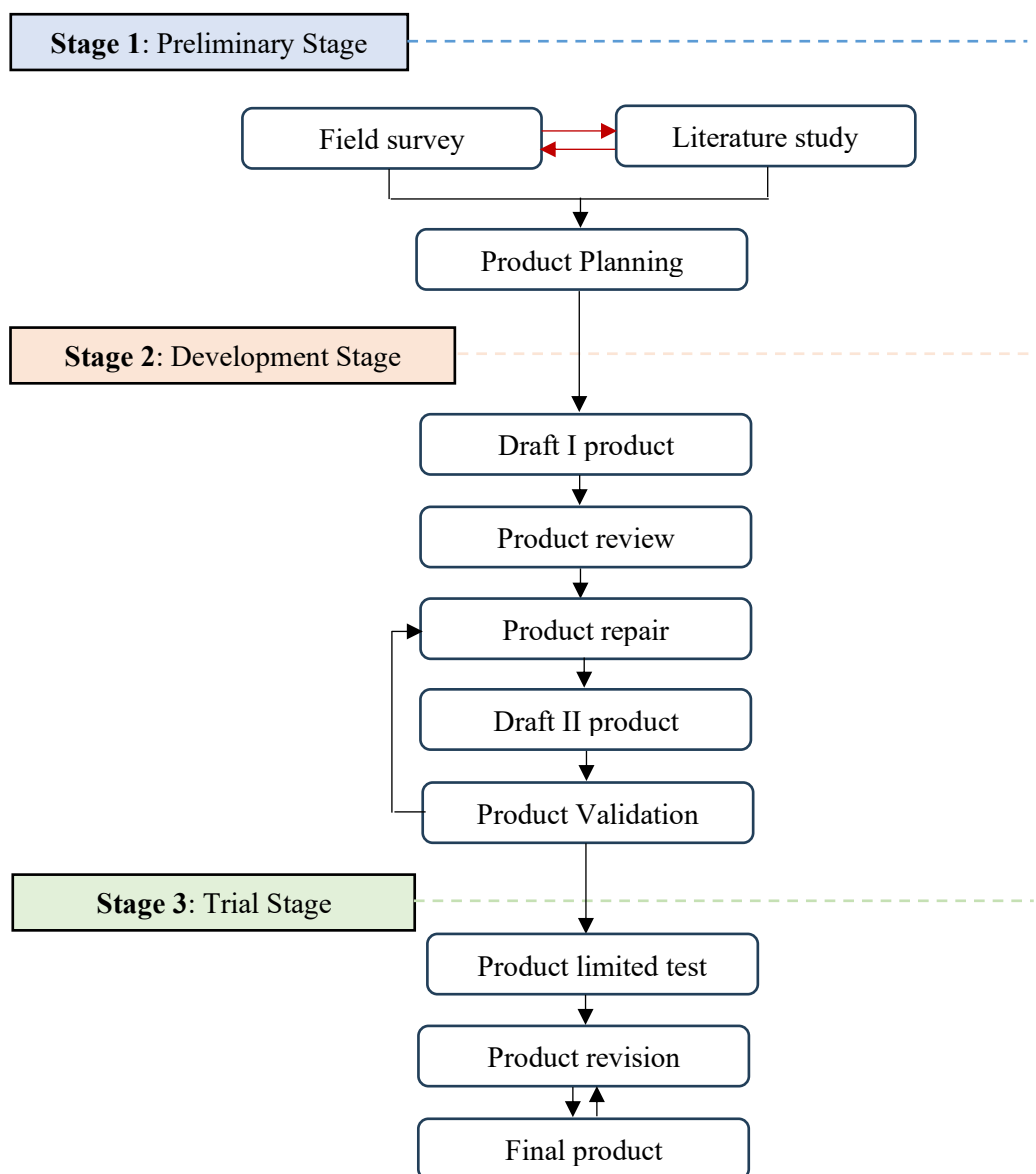 Stage 1: Preliminary Stage
Field survey
Literature study
Product Planning
Stage 2: Development Stage
Draft I product
Product review
Product repair
Draft II product
Product Validation
Stage 3: Trial Stage
Product limited test
Product revision
Final product